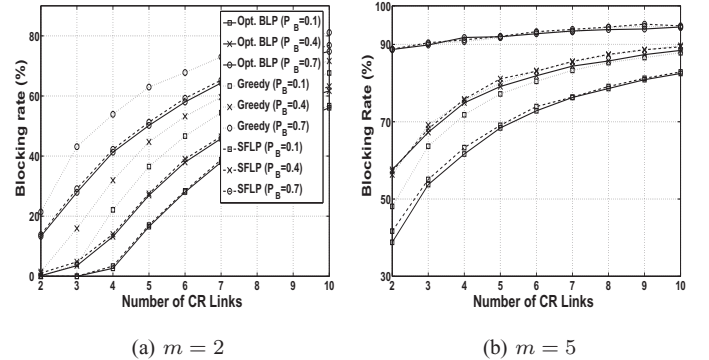 Blocking rate (%)
80
60
40
20
0
2 3 4 5 6 7 8 9 10
Number of CR Links
Opt. BLP (P_B=0.1)
Opt. BLP (P_B=0.4)
Opt. BLP (P_B=0.7)
Greedy (P_B=0.1)
Greedy (P_B=0.4)
Greedy (P_B=0.7)
SFLP (P_B=0.1)
SFLP (P_B=0.4)
SFLP (P_B=0.7)
(a) m = 2
Blocking Rate (%)
100
90
70
50
30
2 3 4 5 6 7 8 9 10
Number of CR Links
(b) m = 5